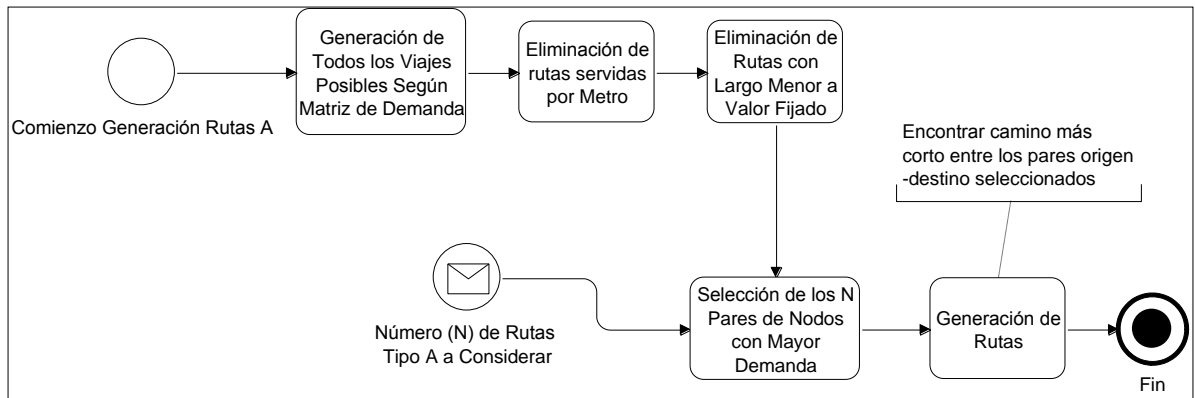 Comienzo Generación Rutas A
Generación de
Todos los Viajes
Posibles Según
Matriz de Demanda
Eliminación de
rutas servidas
por Metro
Eliminación de
Rutas con
Largo Menor a
Valor Fijado
Encontrar camino más
corto entre los pares origen
-destino seleccionados
Número (N) de Rutas
Tipo A a Considerar
Selección de los N
Pares de Nodos
con Mayor
Demanda
Generación de
Rutas
Fin